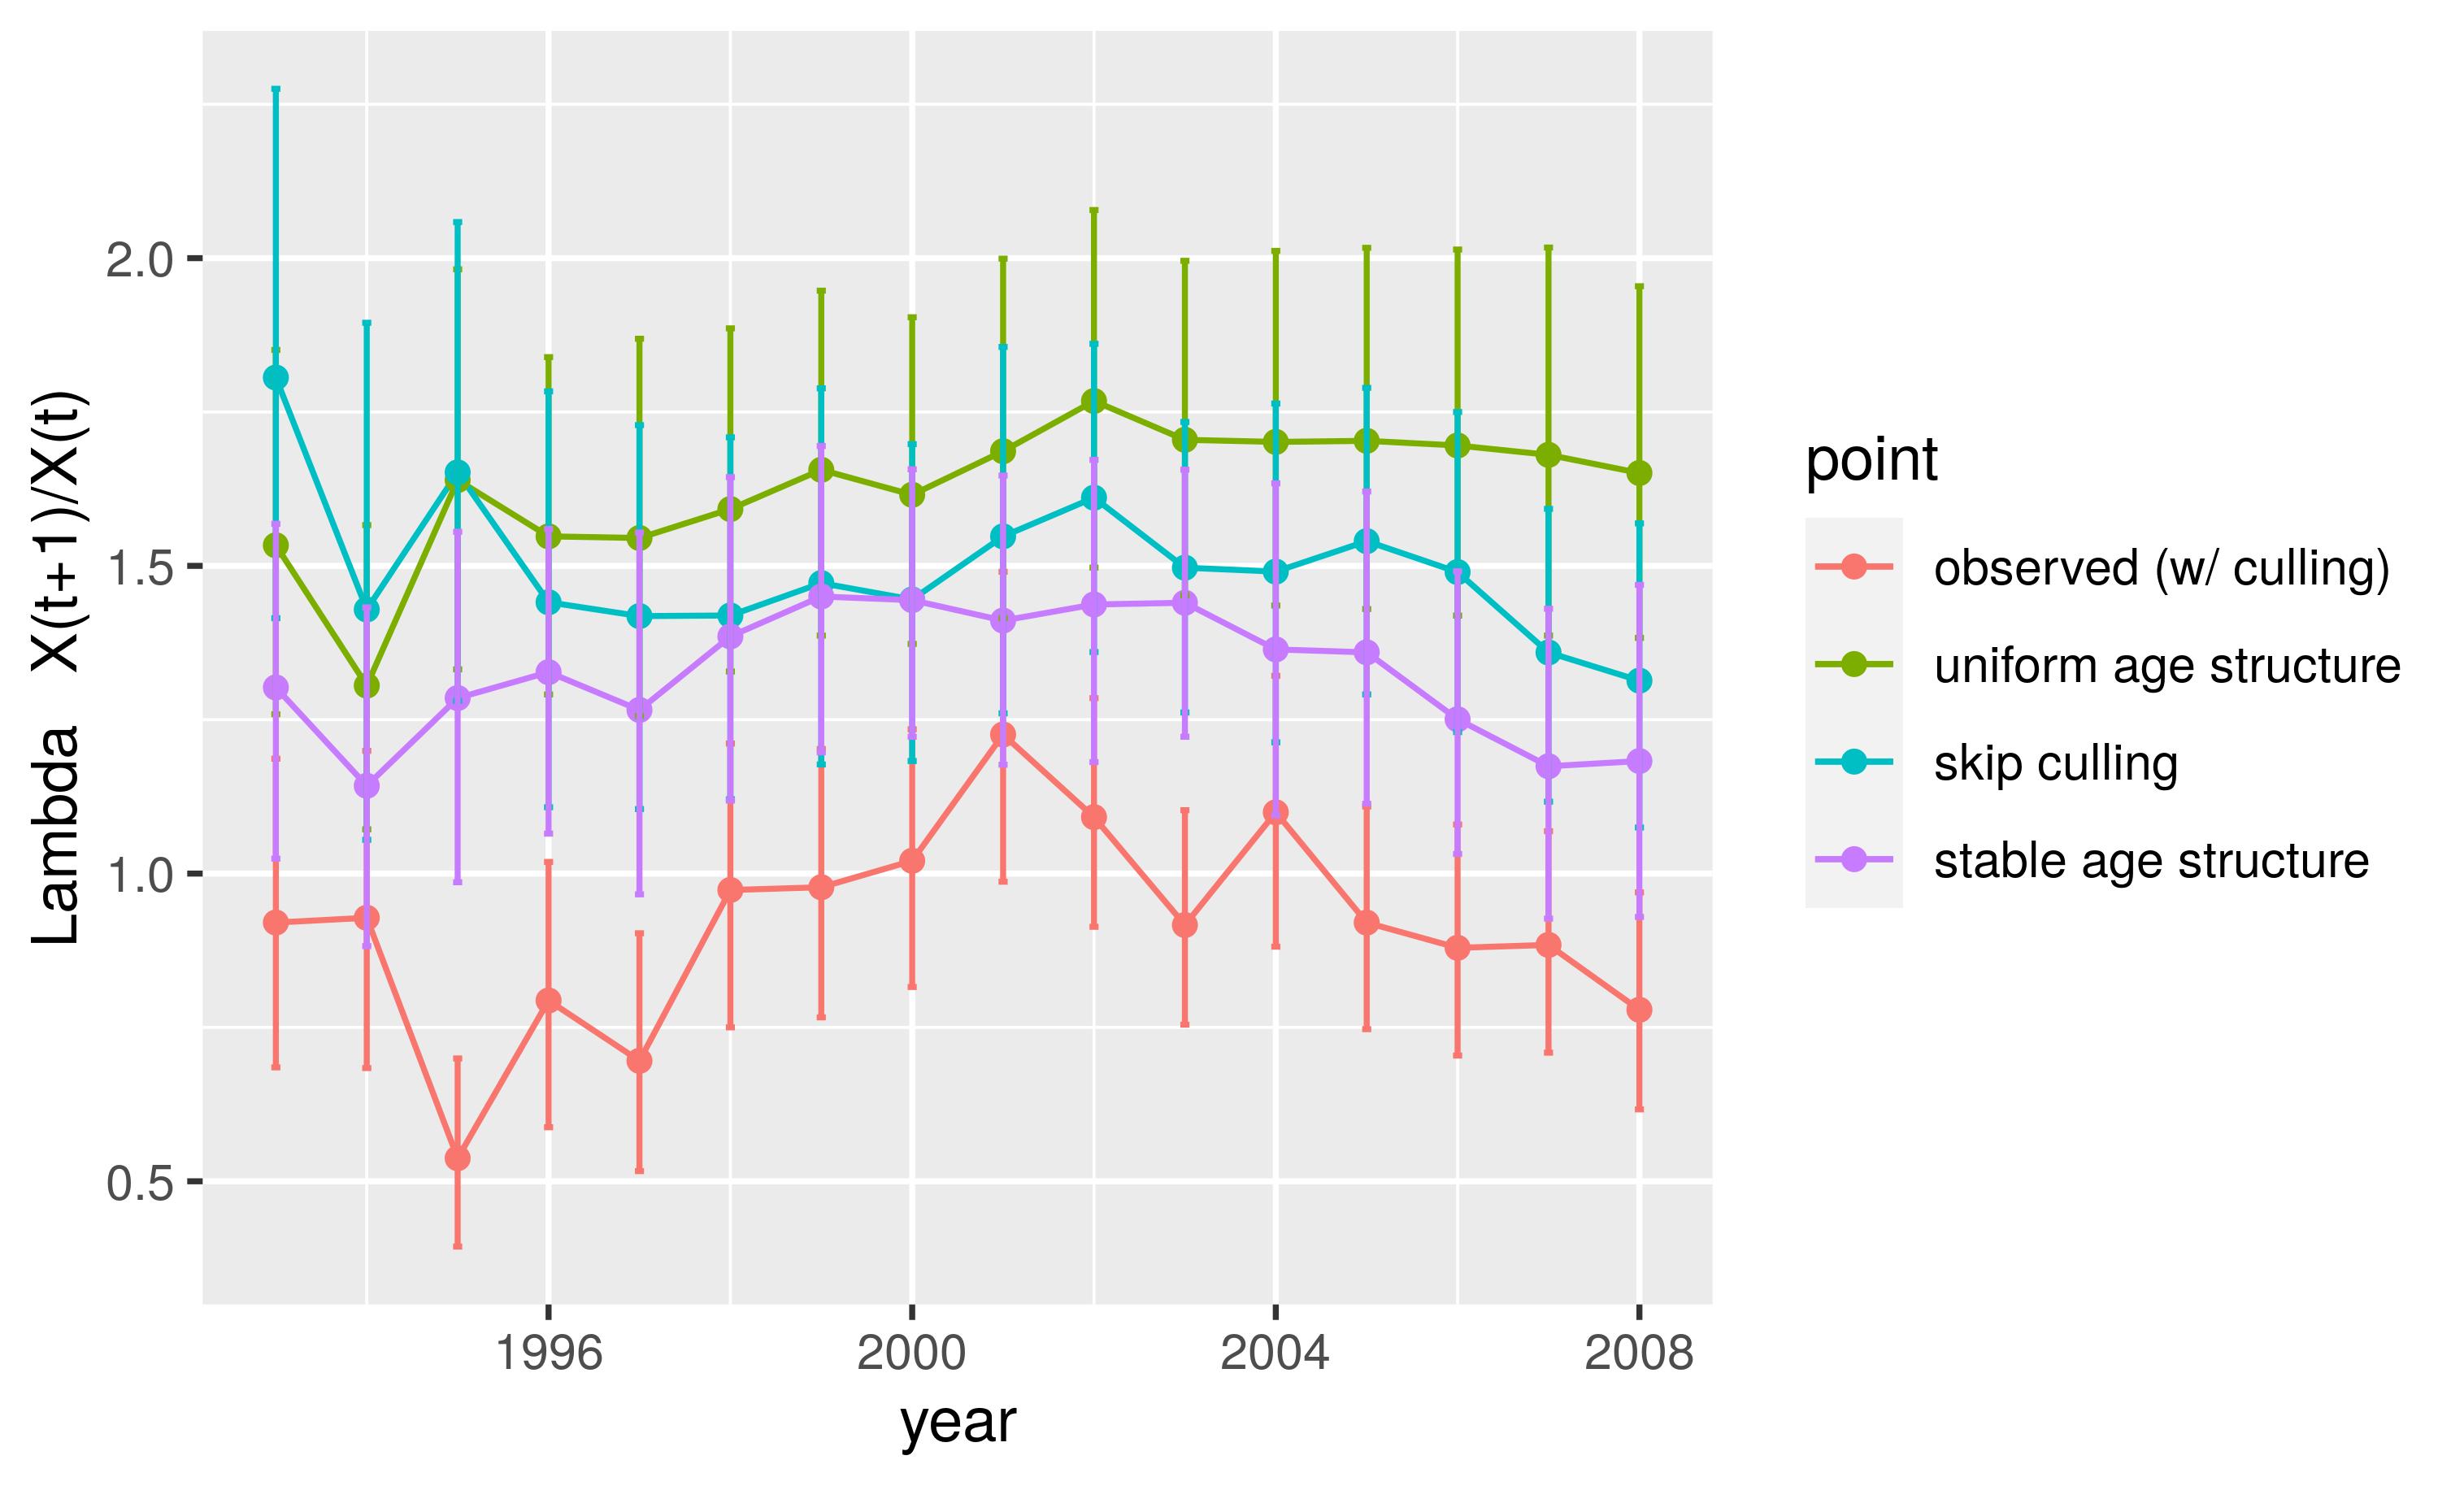 Lambda   X(t+1)/X(t)
2.0
1.5
1.0
0.5
1996
2000
2004
2008
year
point
observed (w/ culling)
uniform age structure
skip culling
stable age structure